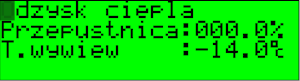 dzysk ciepla
Przepustnica:000.0%
T.wywiew :-14.0℃